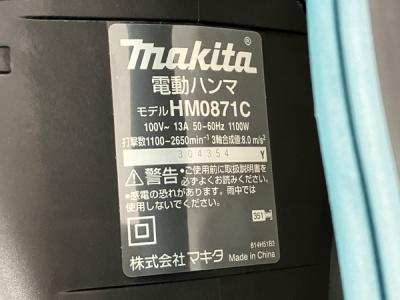 makita
電動ハンマ
モデル HM0871C
100V~ 13A 50-60Hz 1100W
打撃数1100-2650min⁻¹ 3軸合成値:8.0 m/s²
304354 Y
警告・ご使用前に取扱説明書を
必ずよくお読みください。
・感電の恐れがあります。雨中では
使用しないでください。
351
株式会社 マキタ
814H51B3
Made in China